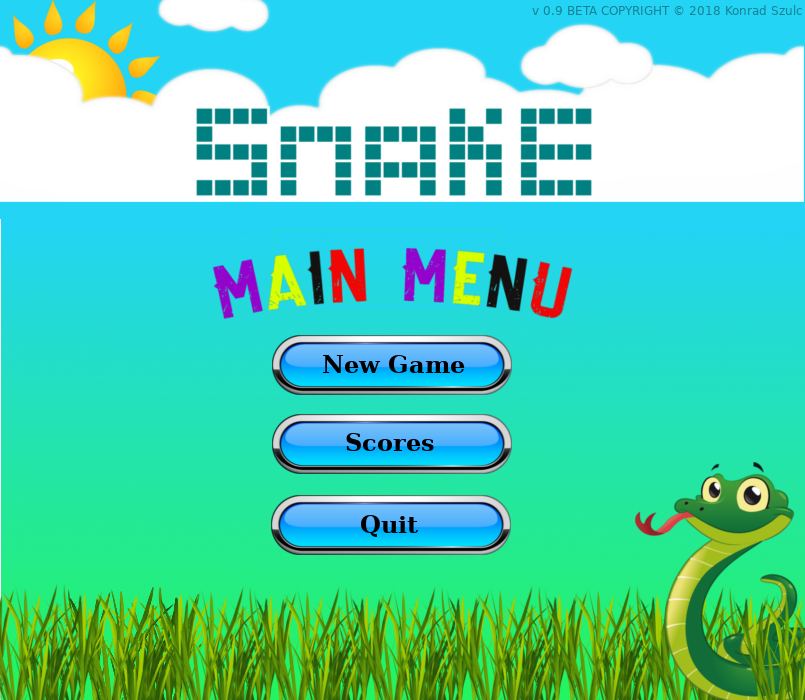 v 0.9 BETA COPYRIGHT © 2018 Konrad Szulc
SnaKE
MAIN MENU
New Game
Scores
Quit